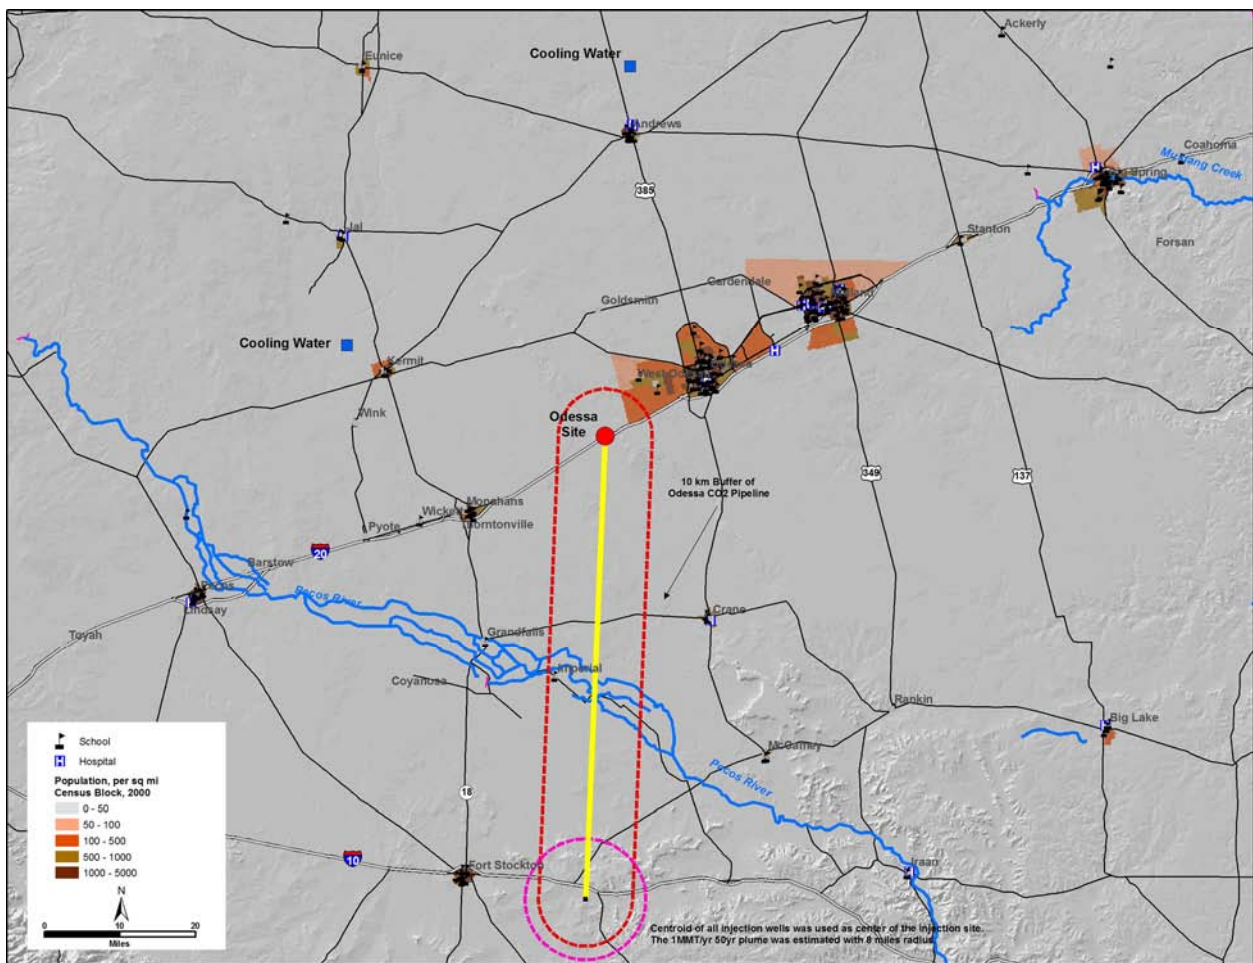 Ackerly
Cooling Water
Eunice
Andrews
Coahoma
Mustang Creek
Spring
385
Jal
Stanton
Forsan
Cardendale
Goldsmith
Cooling Water
Kermit
West Odessa
Wink
Odessa
Site
10 km Buffer of
Odessa CO2 Pipeline
349
137
Monahans
Wickett
Thorntonville
Pyote
20
Barstow
Pecos
Lindsay
Pecos River
Crane
Toyah
Grandfalls
Imperial
Coyanosa
Rankin
Big Lake
McCamey
Pecos River
School
H Hospital
Population, per sq mi
Census Block, 2000
0 - 50
50 - 100
100 - 500
500 - 1000
1000 - 5000
N
0 10 20
Miles
18
10
Fort Stockton
Iraan
Centroid of all injection wells was used as center of the injection site.
The 1MMT/yr 50yr plume was estimated with 8 miles radius.